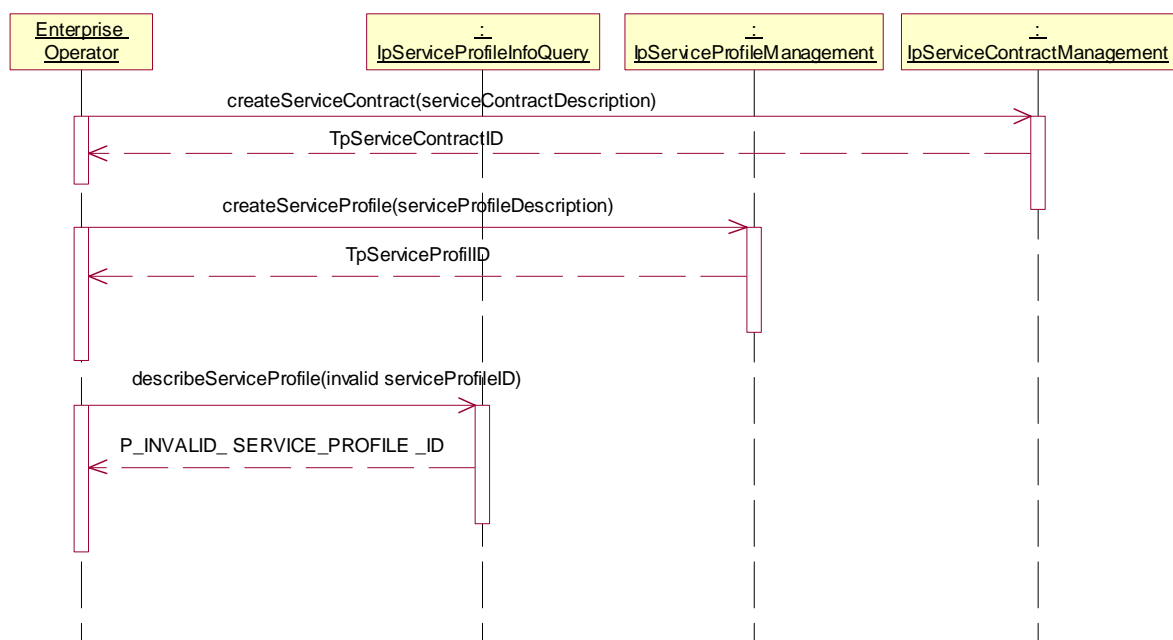 Enterprise
Operator
:
IpServiceProfileInfoQuery
:
IpServiceProfileManagement
:
IpServiceContractManagement
createServiceContract(serviceContractDescription)
TpServiceContractID
createServiceProfile(serviceProfileDescription)
TpServiceProfilID
describeServiceProfile(invalid serviceProfileID)
P_INVALID_ SERVICE_PROFILE _ID